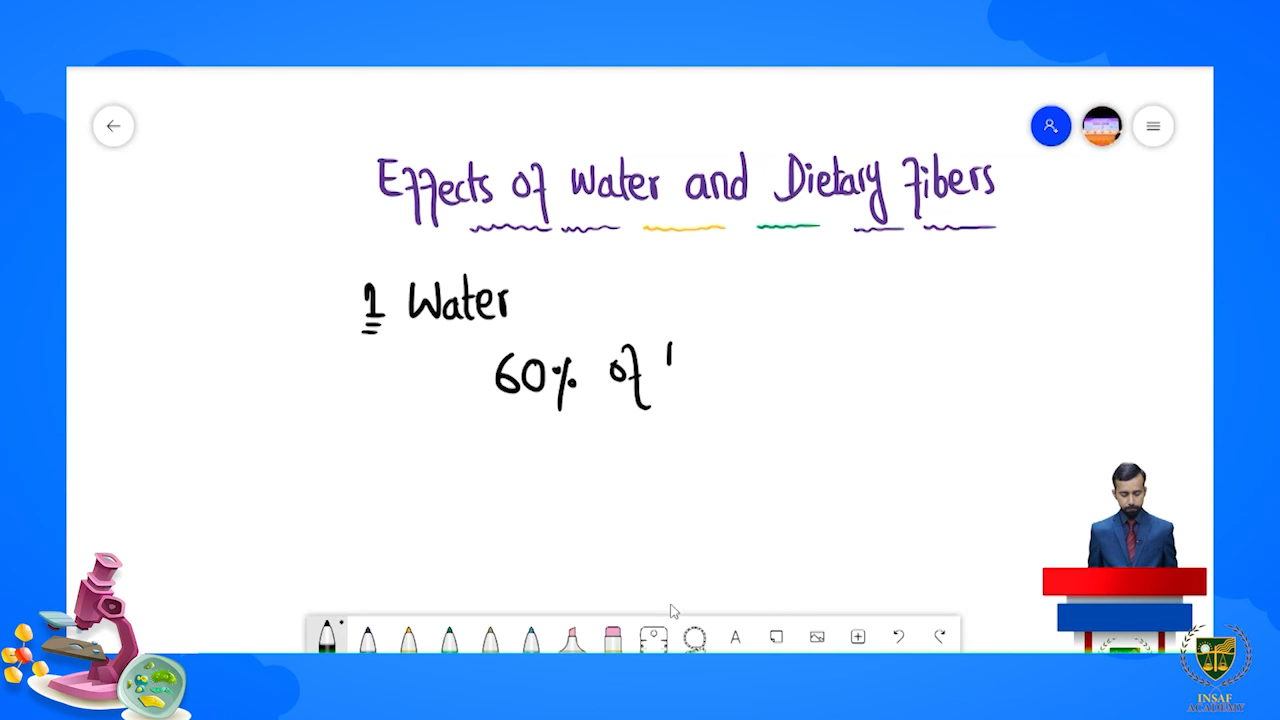 Effects of Water and Dietary Fibers
1 Water
60% of
INSAF
ACADEMY